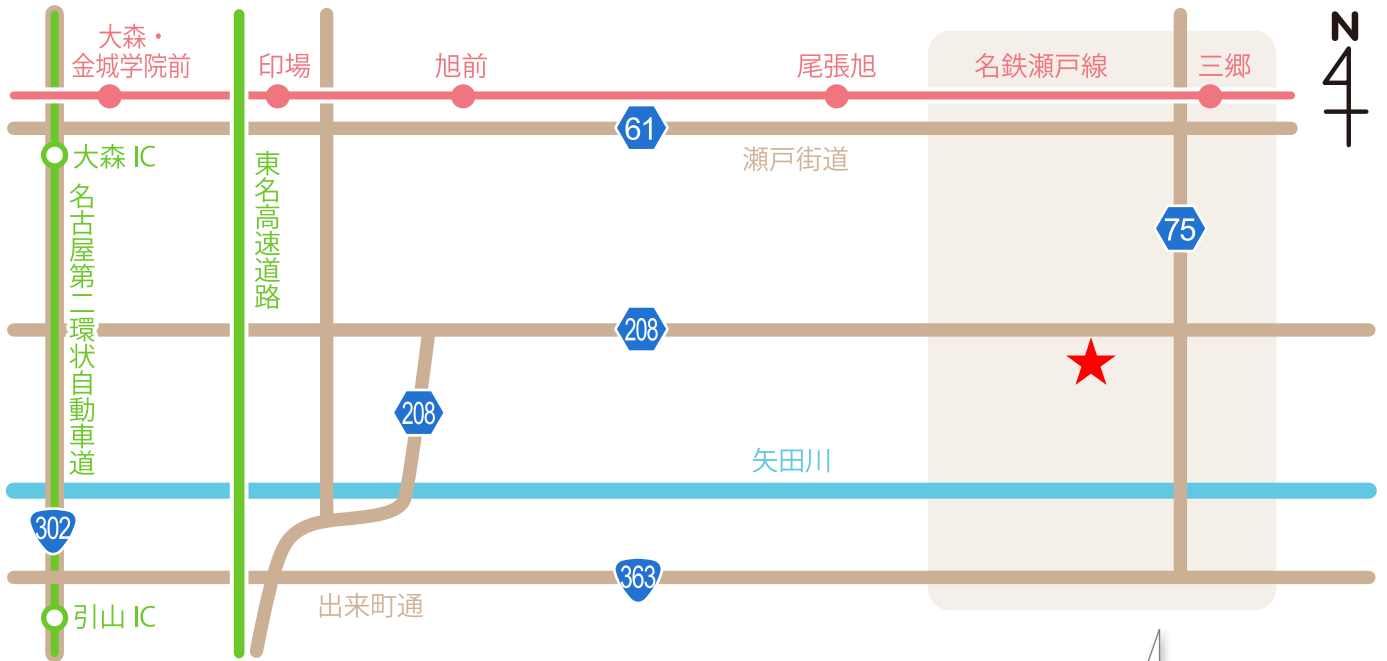 大森・
金城学院前
印場
旭前
尾張旭
名鉄瀬戸線
三郷
N
61
大森 IC
瀬戸街道
東名高速道路
名古屋第二環状自動車道
75
208
208
矢田川
302
363
出来町通
引山 IC